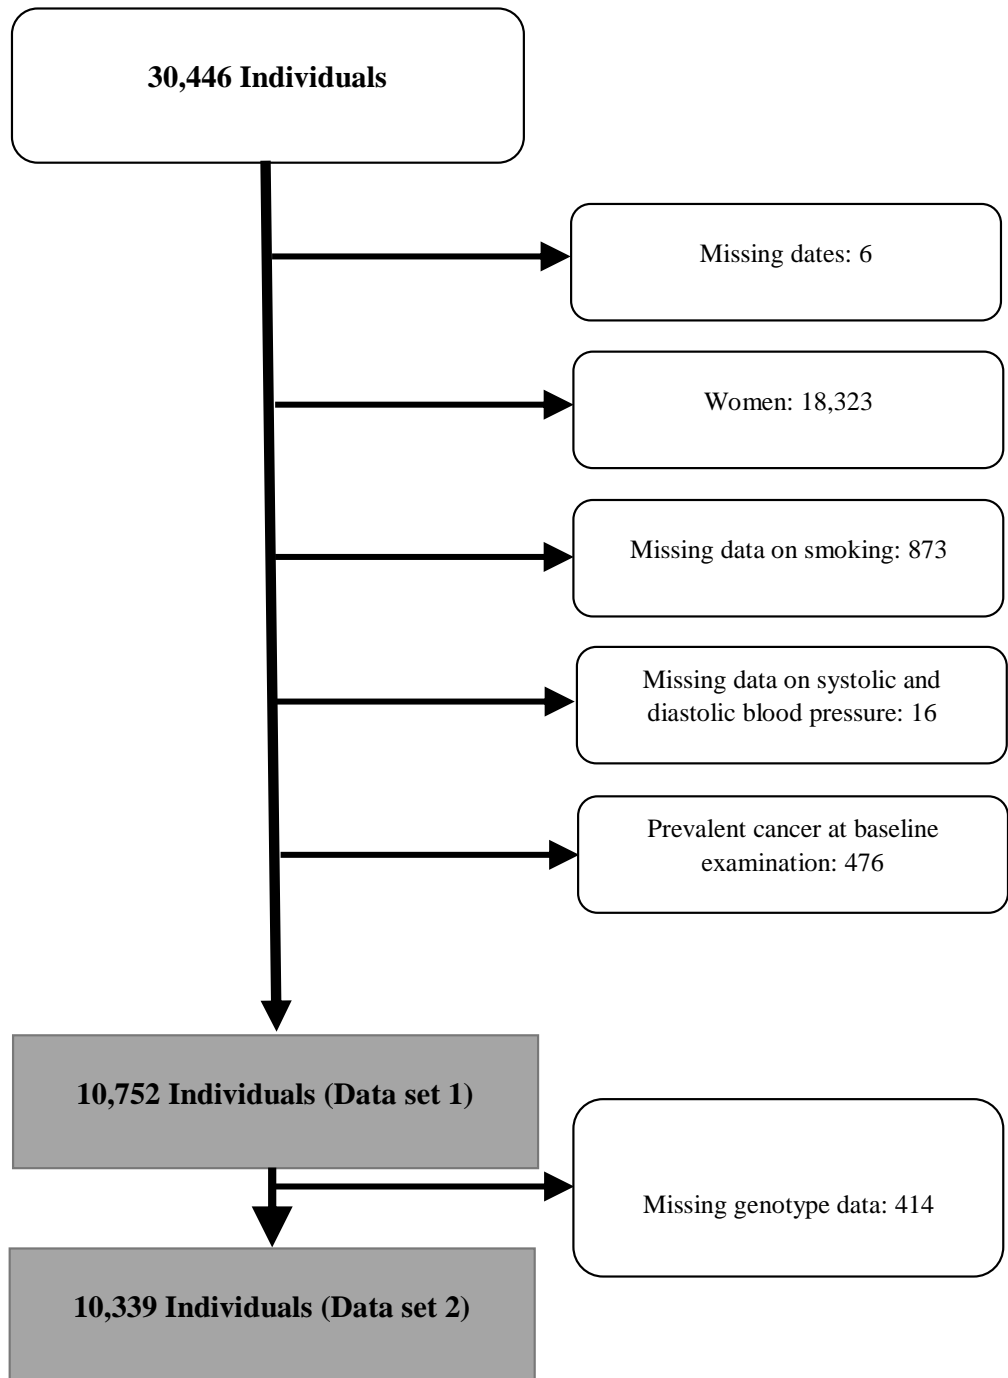 30,446 Individuals
Missing dates: 6
Women: 18,323
Missing data on smoking: 873
Missing data on systolic and
diastolic blood pressure: 16
Prevalent cancer at baseline
examination: 476
10,752 Individuals (Data set 1)
Missing genotype data: 414
10,339 Individuals (Data set 2)